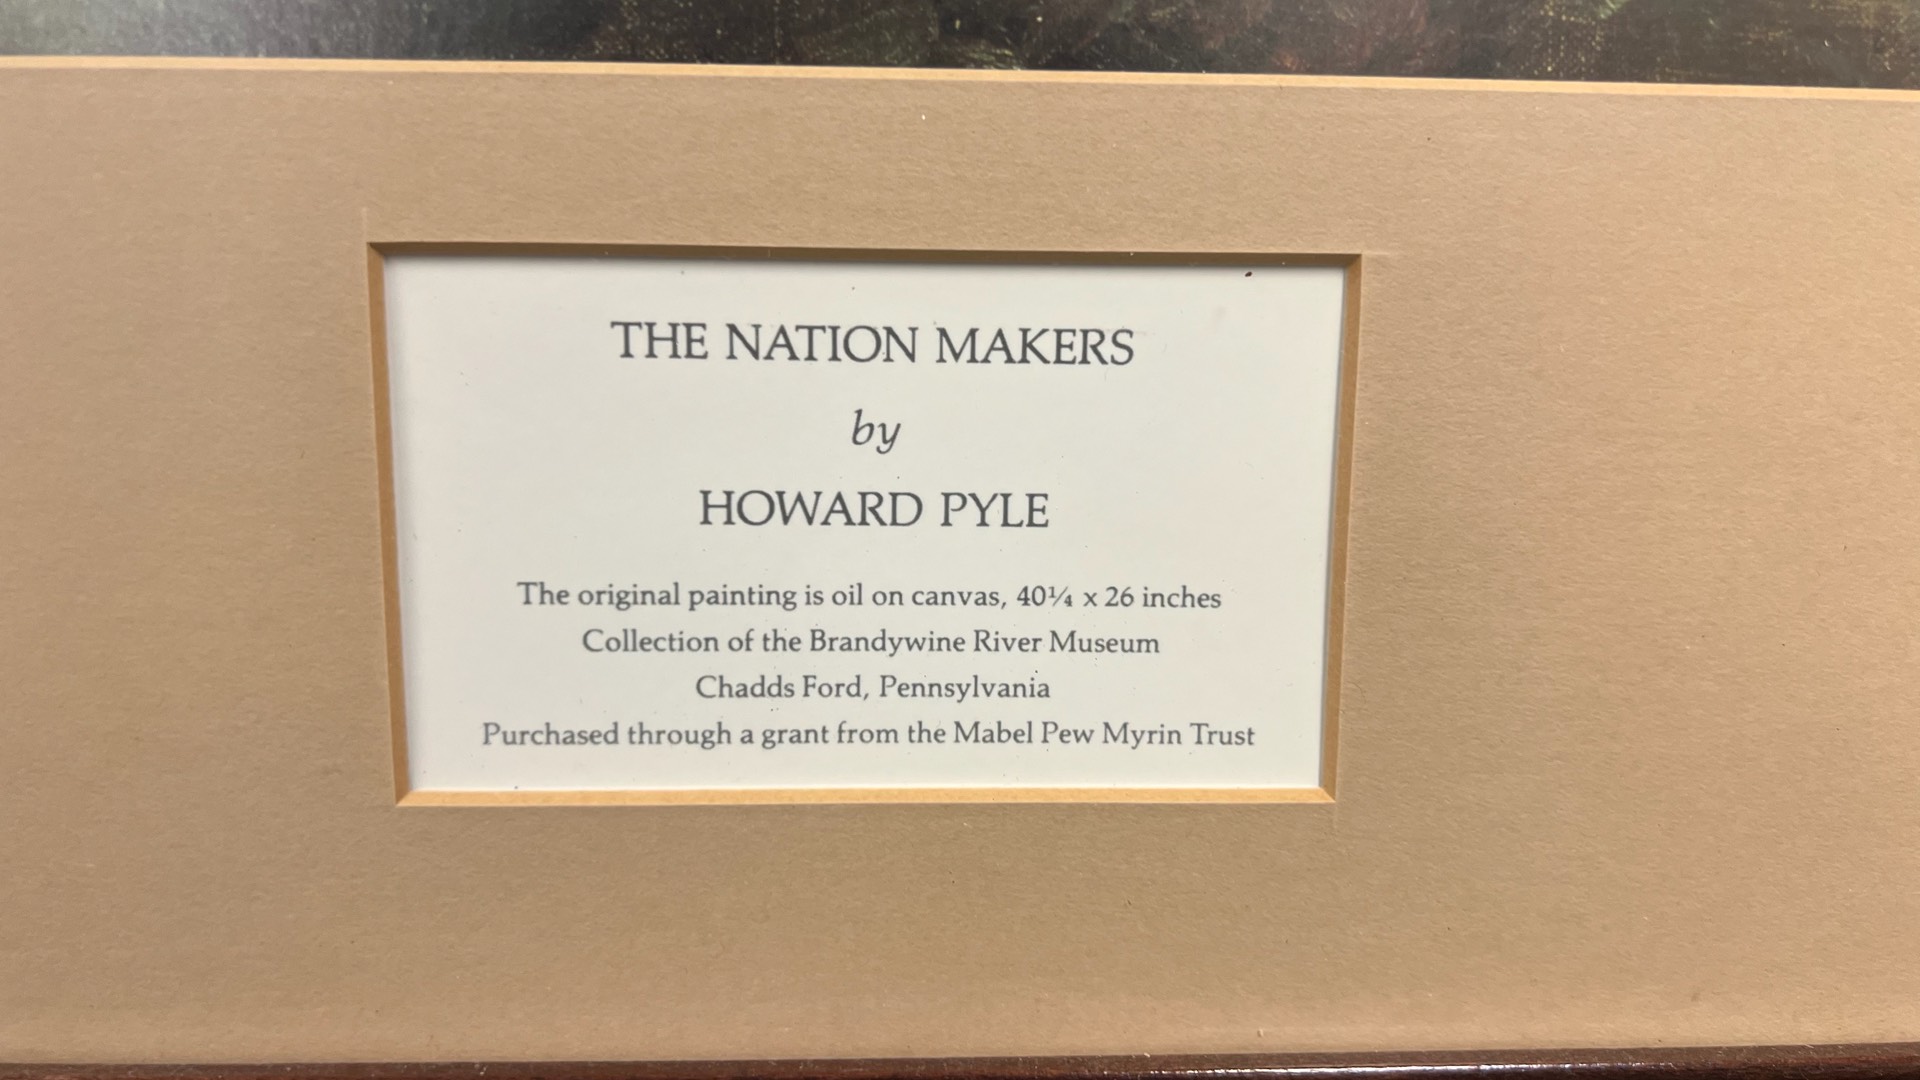 THE NATION MAKERS
by
HOWARD PYLE
The original painting is oil on canvas, 40¼ x 26 inches
Collection of the Brandywine River Museum
Chadds Ford, Pennsylvania
Purchased through a grant from the Mabel Pew Myrin Trust